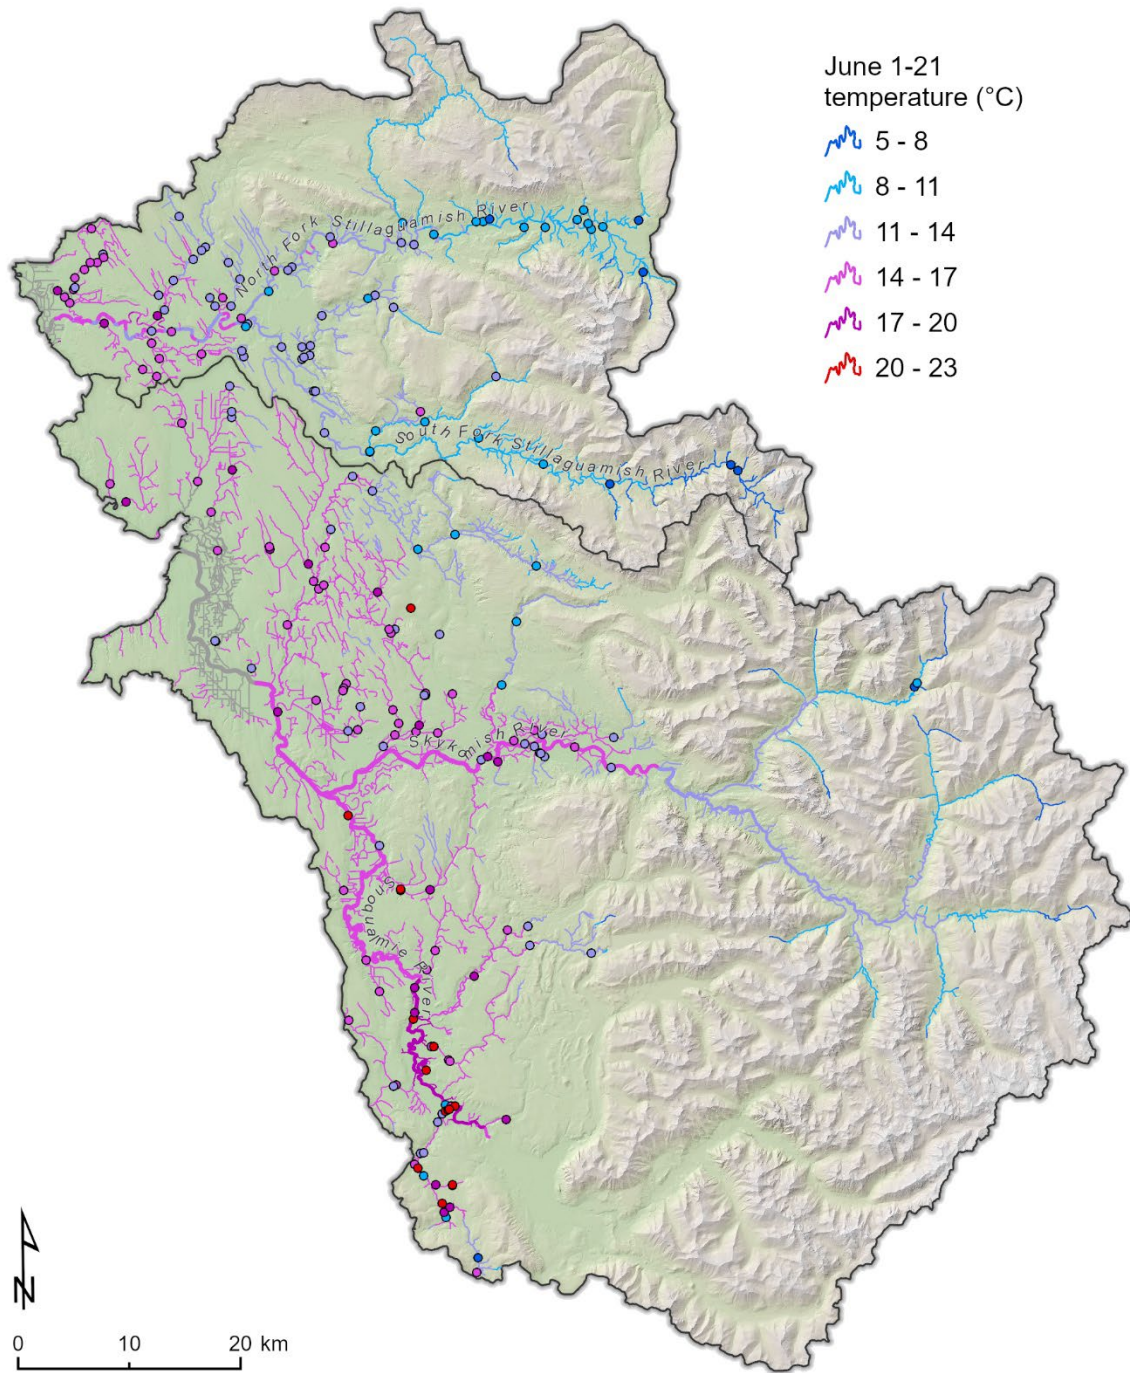 June 1-21
temperature (°C)
5 - 8
8 - 11
11 - 14
14 - 17
17 - 20
20 - 23
North Fork Stillaguamish River
South Fork Stillaguamish River
Skykomish River
Snoqualmie River
N
0 10 20 km